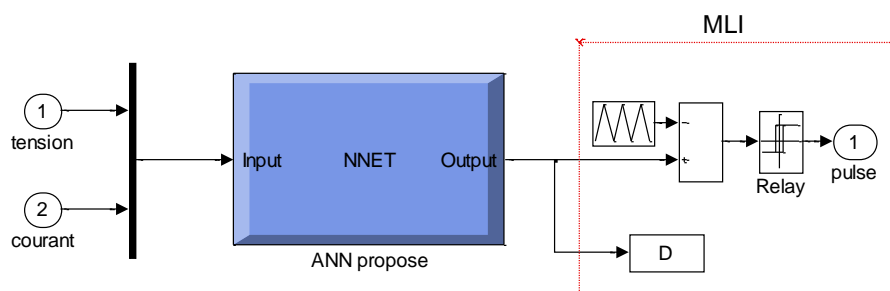 MLI
1
tension
2
courant
Input
NNET
Output
ANN propose
-
+
Relay
1
pulse
D